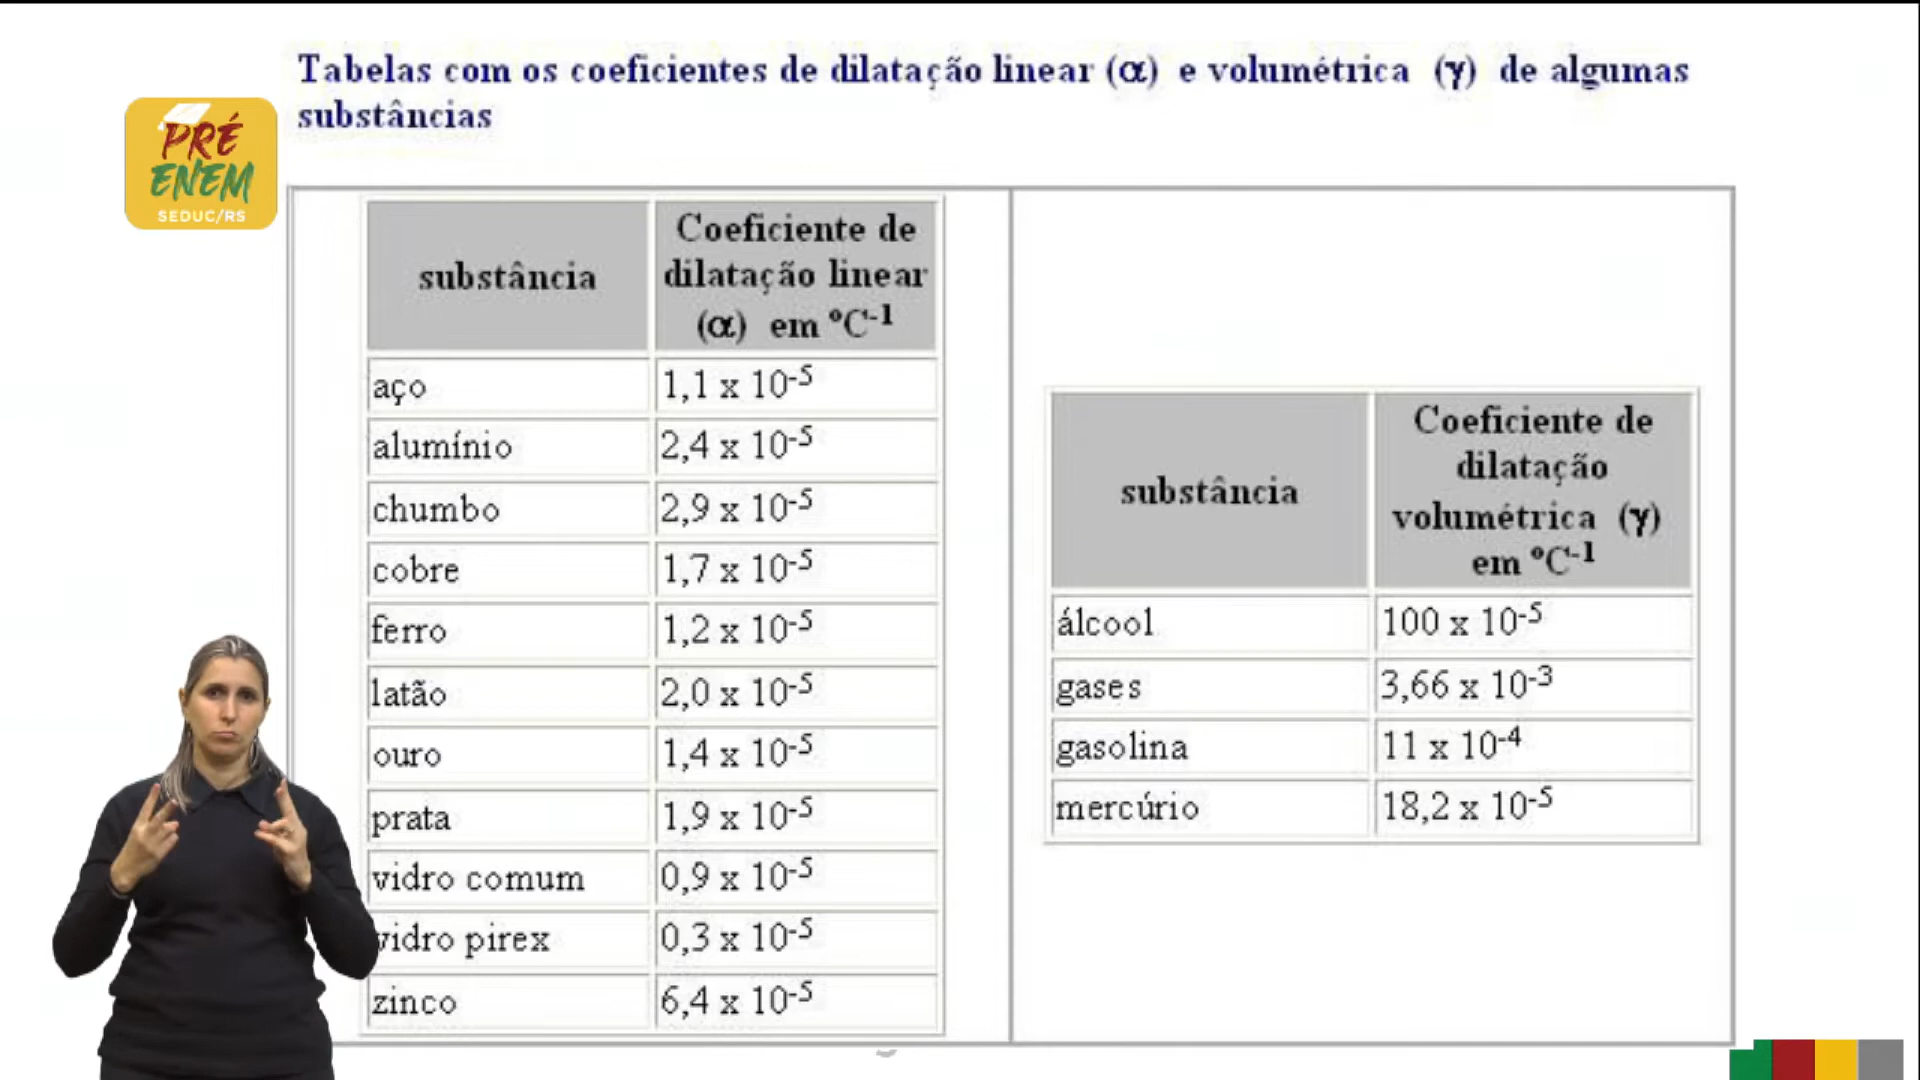 Tabelas com os coeficientes de dilatação linear (α) e volumétrica (γ) de algumas
substâncias
PRÉ
ENEM
SEDUC/RS
substância
Coeficiente de
dilatação linear
(α) em ºC-1
aço 1,1 x 10-5
alumínio 2,4 x 10-5
chumbo 2,9 x 10-5
cobre 1,7 x 10-5
ferro 1,2 x 10-5
latão 2,0 x 10-5
ouro 1,4 x 10-5
prata 1,9 x 10-5
vidro comum 0,9 x 10-5
vidro pirex 0,3 x 10-5
zinco 6,4 x 10-5
substância
Coeficiente de
dilatação
volumétrica (γ)
em ºC-1
álcool 100 x 10-5
gases 3,66 x 10-3
gasolina 11 x 10-4
mercúrio 18,2 x 10-5